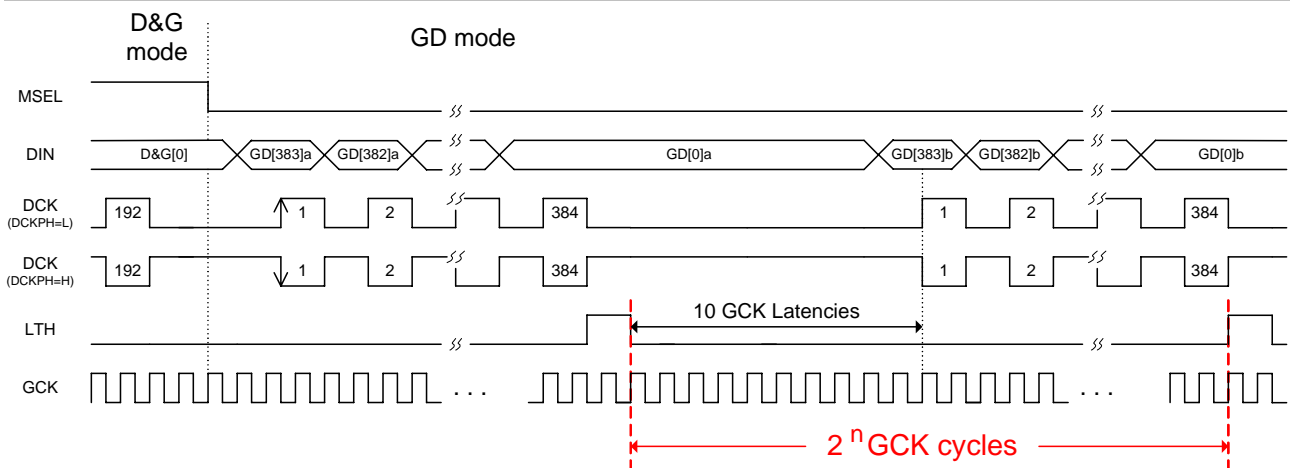 D&G
mode
GD mode
MSEL
DIN
D&G[0]
GD[383]a
GD[382]a
GD[0]a
GD[383]b
GD[382]b
GD[0]b
DCK
(DCKPH=L)
192
1
2
384
1
2
384
DCK
(DCKPH=H)
192
1
2
384
1
2
384
LTH
10 GCK Latencies
GCK
. . .
. . .
2 n GCK cycles